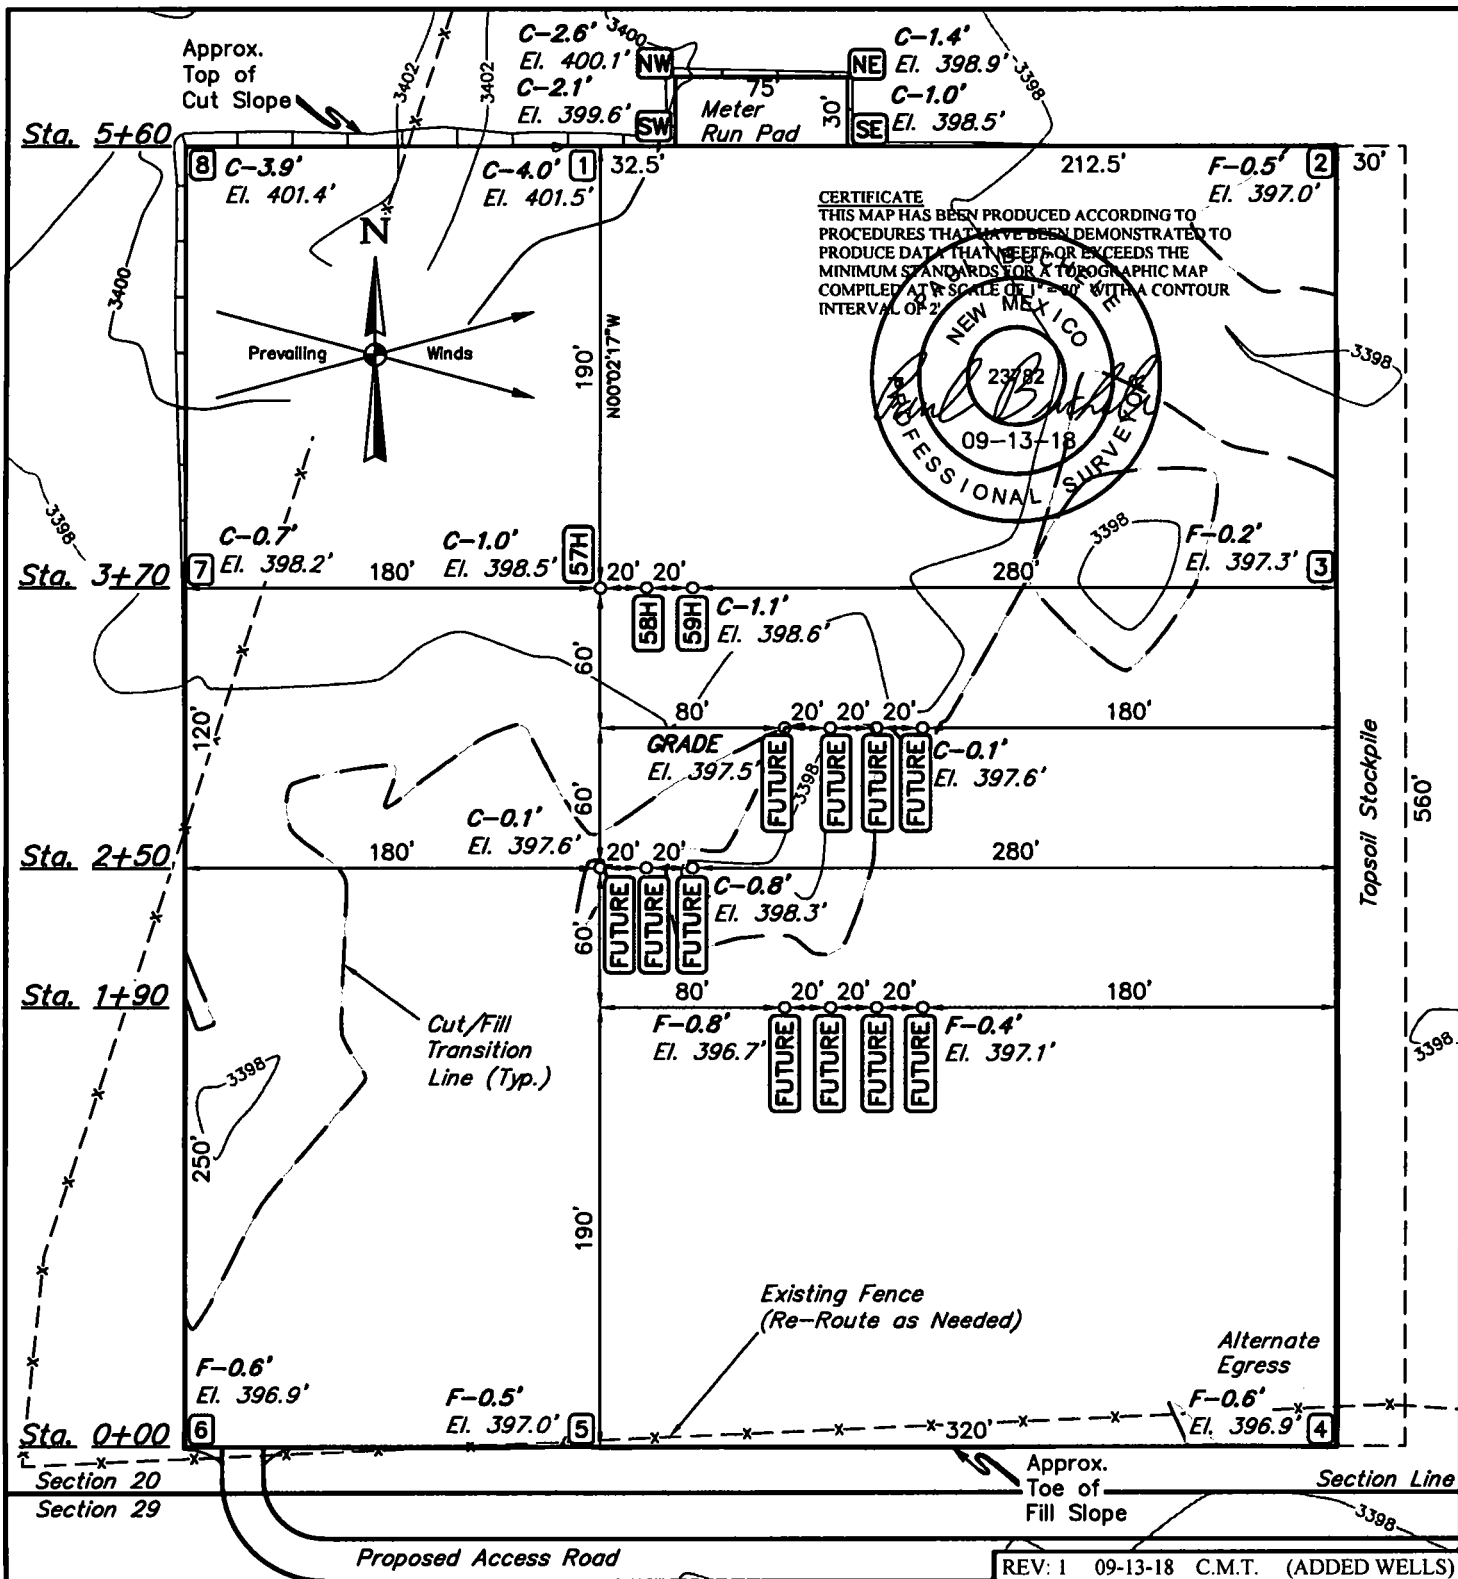 Approx.
Top of
Cut Slope
3402
3402
C-2.6'
El. 400.1'
C-2.1'
El. 399.6'
3400
NW
SW
75'
Meter
Run Pad
30'
NE
SE
C-1.4'
El. 398.9'
C-1.0'
El. 398.5'
3398
Sta. 5+60
8
C-3.9'
El. 401.4'
C-4.0'
El. 401.5'
1
32.5'
212.5'
F-0.5'
El. 397.0'
2
30'
CERTIFICATE
THIS MAP HAS BEEN PRODUCED ACCORDING TO
PROCEDURES THAT HAVE BEEN DEMONSTRATED TO
PRODUCE DATA THAT MEETS OR EXCEEDS THE
MINIMUM STANDARDS FOR A TOPOGRAPHIC MAP
COMPILED AT A SCALE OF 1" = 80' WITH A CONTOUR
INTERVAL OF 2'
PAUL BUCHELE
NEW MEXICO
23782
09-13-18
PROFESSIONAL SURVEYOR
3400
N
Prevailing Winds
190'
N00°02'17"W
3398
3398
3398
Sta. 3+70
7
C-0.7'
El. 398.2'
180'
C-1.0'
El. 398.5'
57H
20' 20'
58H
59H
C-1.1'
El. 398.6'
280'
F-0.2'
El. 397.3'
3
60'
120'
80'
20' 20' 20'
180'
GRADE
El. 397.5'
FUTURE
FUTURE
FUTURE
FUTURE
3398
C-0.1'
El. 397.6'
60'
Topsoil Stockpile
560'
Sta. 2+50
180'
C-0.1'
El. 397.6'
20' 20'
280'
FUTURE
FUTURE
FUTURE
C-0.8'
El. 398.3'
60'
Sta. 1+90
80'
20' 20' 20'
180'
F-0.8'
El. 396.7'
FUTURE
FUTURE
FUTURE
FUTURE
F-0.4'
El. 397.1'
Cut/Fill
Transition
Line (Typ.)
3398
3398
250'
190'
Existing Fence
(Re-Route as Needed)
Alternate
Egress
F-0.6'
El. 396.9'
F-0.5'
El. 397.0'
F-0.6'
El. 396.9'
Sta. 0+00
6
5
320'
4
Section 20
Section 29
Approx.
Toe of
Fill Slope
Section Line
3398
Proposed Access Road
REV: 1 09-13-18 C.M.T. (ADDED WELLS)